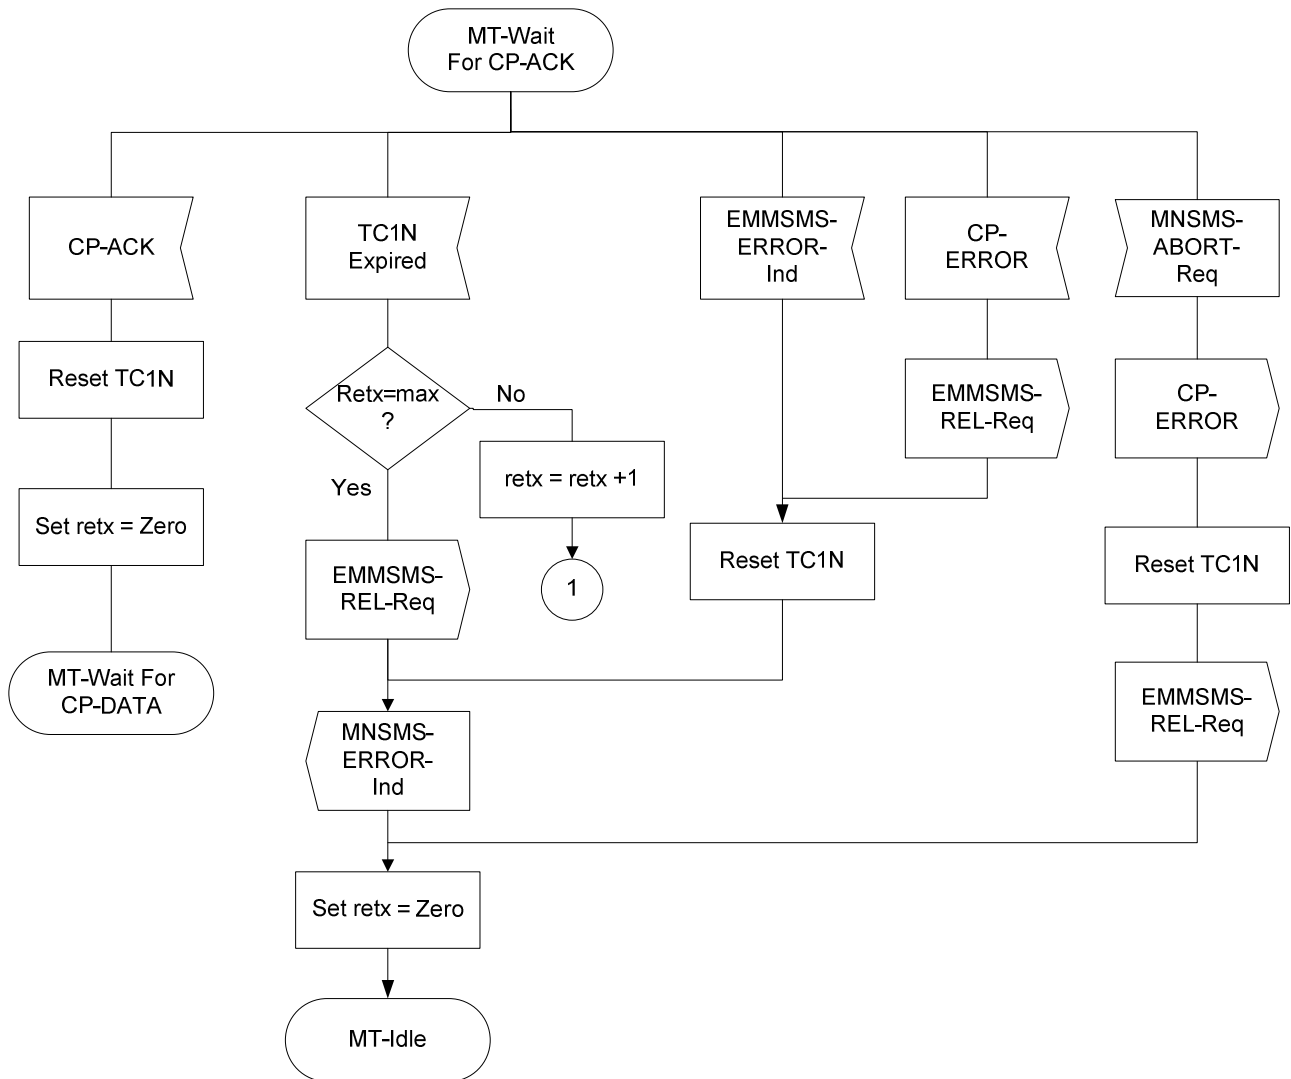 MT-Wait
For CP-ACK
CP-ACK
TC1N
Expired
EMMSMS-
ERROR-
Ind
CP-
ERROR
MNSMS-
ABORT-
Req
Reset TC1N
Retx=max
?
No
Yes
EMMSMS-
REL-Req
CP-
ERROR
retx = retx +1
Set retx = Zero
EMMSMS-
REL-Req
1
Reset TC1N
Reset TC1N
MT-Wait For
CP-DATA
MNSMS-
ERROR-
Ind
EMMSMS-
REL-Req
Set retx = Zero
MT-Idle